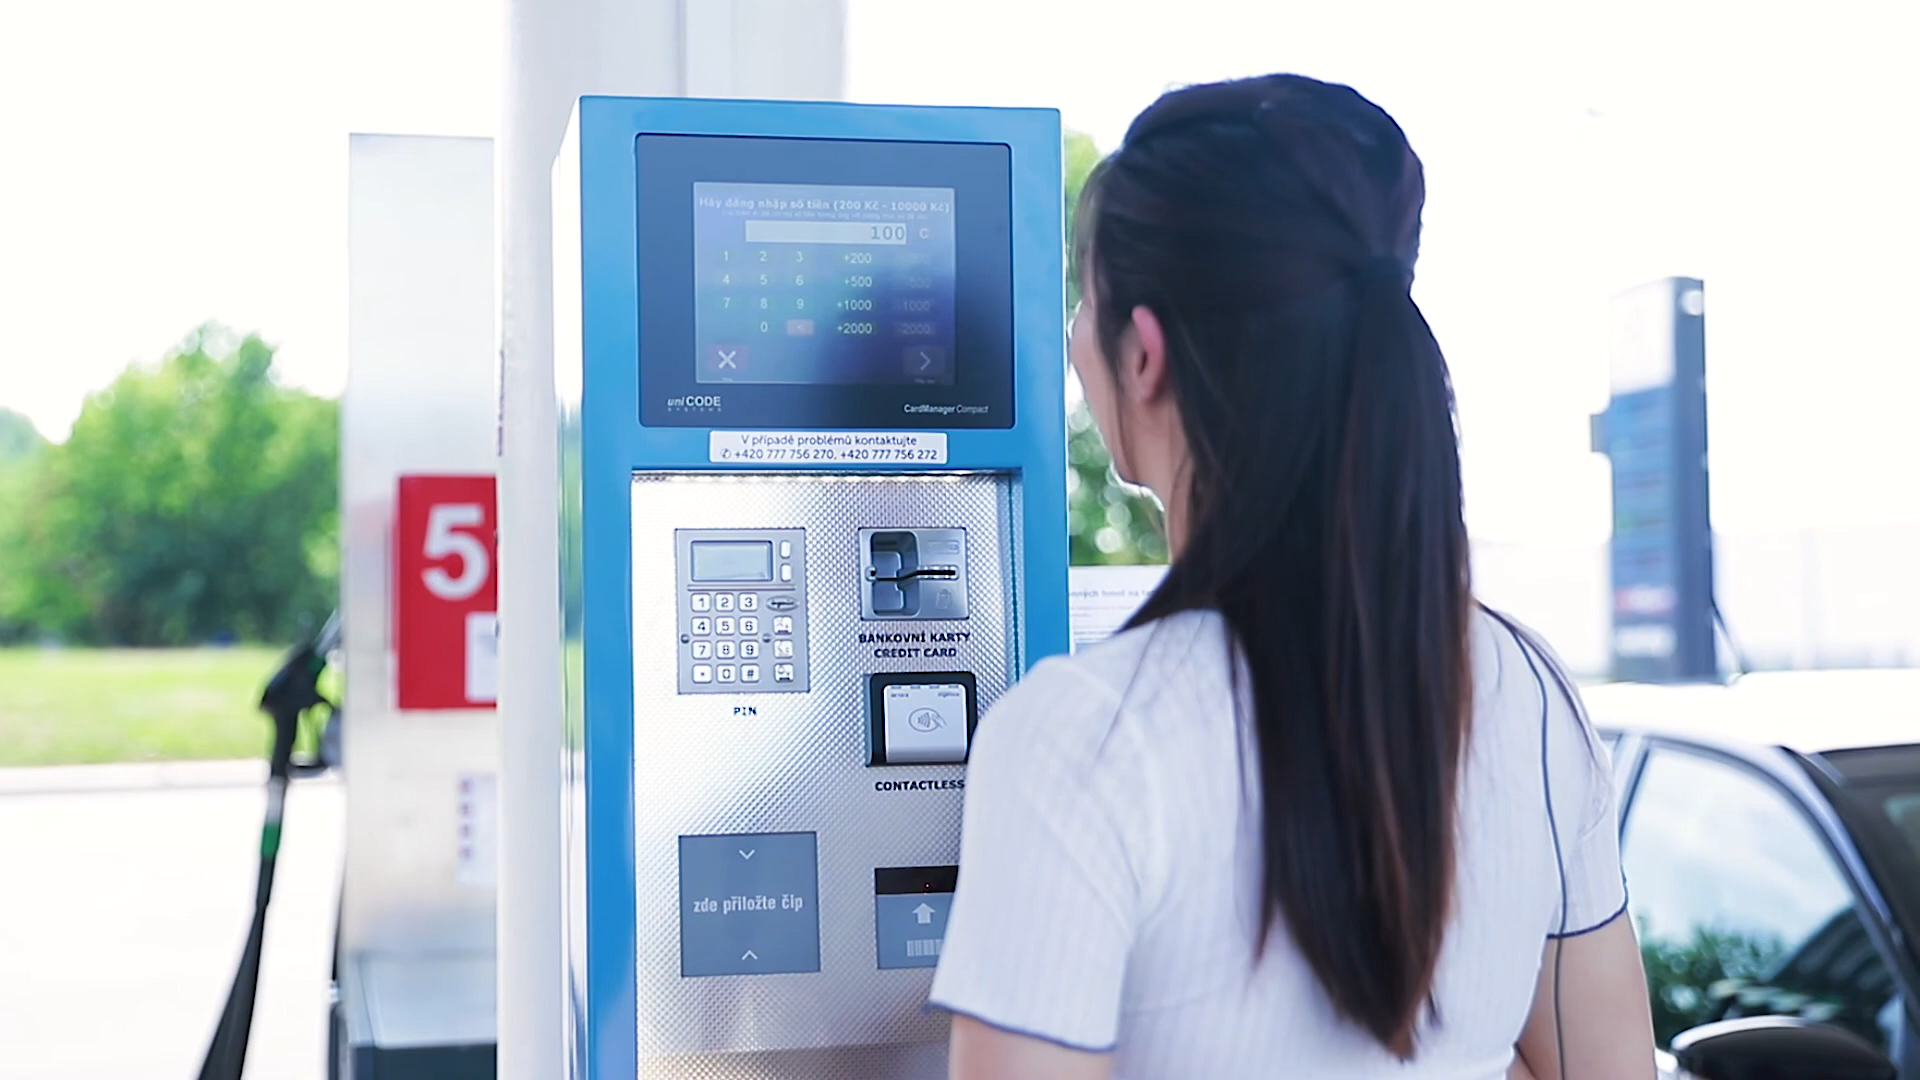 Hãy đăng nhập số tiền (200 Kč - 10000 Kč)
100 C
1 2 3 +200
4 5 6 +500
7 8 9 +1000 -1000
0 < +2000 -2000
uniCODE
SYSTEMS
CardManager Compact
V případě problémů kontaktujte
✆ +420 777 756 270, +420 777 756 272
5
1 2 3
4 5 6
7 8 9
* 0 #
PIN
BANKOVNÍ KARTY
CREDIT CARD
CONTACTLESS
zde přiložte čip